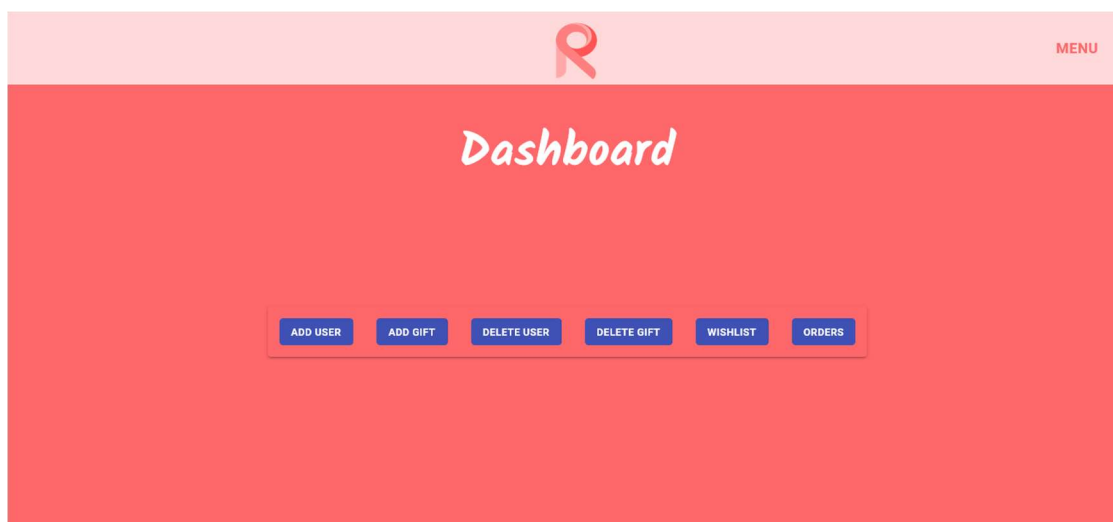 MENU
Dashboard
ADD USER ADD GIFT DELETE USER DELETE GIFT WISHLIST ORDERS